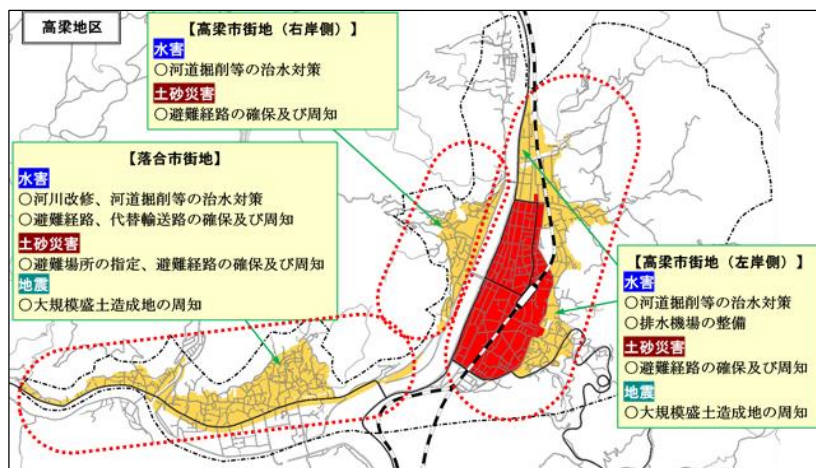 高梁地区
【高梁市街地（右岸側）】
水害
○河道掘削等の治水対策
土砂災害
○避難経路の確保及び周知
【落合市街地】
水害
○河川改修、河道掘削等の治水対策
○避難経路、代替輸送路の確保及び周知
土砂災害
○避難場所の指定、避難経路の確保及び周知
地震
○大規模盛土造成地の周知
【高梁市街地（左岸側）】
水害
○河道掘削等の治水対策
○排水機場の整備
土砂災害
○避難経路の確保及び周知
地震
○大規模盛土造成地の周知